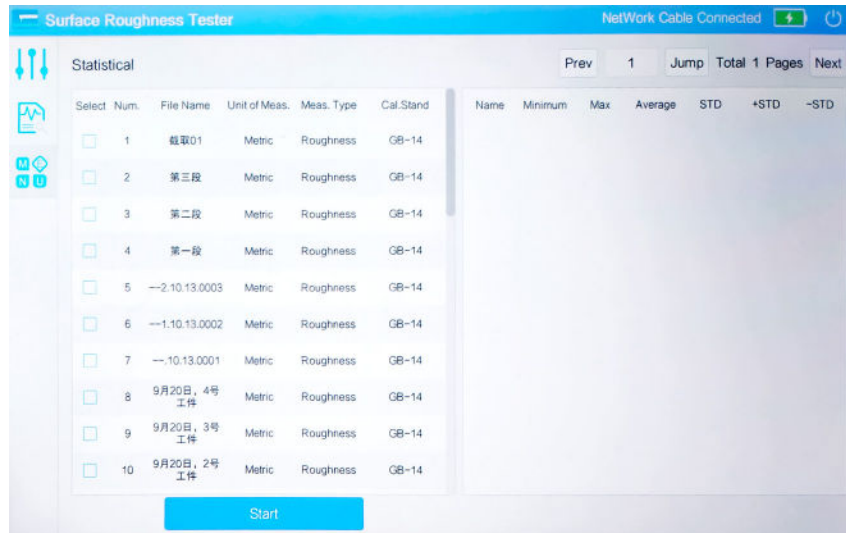 Surface Roughness Tester NetWork Cable Connected
Statistical Prev 1 Jump Total 1 Pages Next
Select Num. File Name Unit of Meas. Meas. Type Cal.Stand Name Minimum Max Average STD +STD -STD
1 截取01 Metric Roughness GB-14
2 第三段 Metric Roughness GB-14
3 第二段 Metric Roughness GB-14
4 第一段 Metric Roughness GB-14
5 --2.10.13.0003 Metric Roughness GB-14
6 --1.10.13.0002 Metric Roughness GB-14
7 --.10.13.0001 Metric Roughness GB-14
8 9月20日，4号工件 Metric Roughness GB-14
9 9月20日，3号工件 Metric Roughness GB-14
10 9月20日，2号工件 Metric Roughness GB-14
M
N U
Start